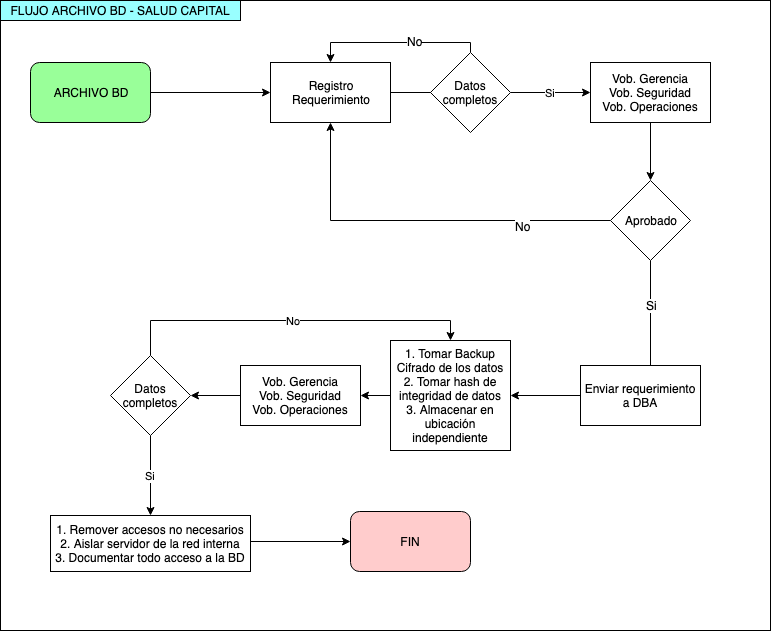 FLUJO ARCHIVO BD - SALUD CAPITAL
ARCHIVO BD
Registro
Requerimiento
No
Datos
completos
Si
Vob. Gerencia
Vob. Seguridad
Vob. Operaciones
Aprobado
No
Si
Enviar requerimiento
a DBA
1. Tomar Backup
Cifrado de los datos
2. Tomar hash de
integridad de datos
3. Almacenar en
ubicación
independiente
Vob. Gerencia
Vob. Seguridad
Vob. Operaciones
Datos
completos
No
Si
1. Remover accesos no necesarios
2. Aislar servidor de la red interna
3. Documentar todo acceso a la BD
FIN